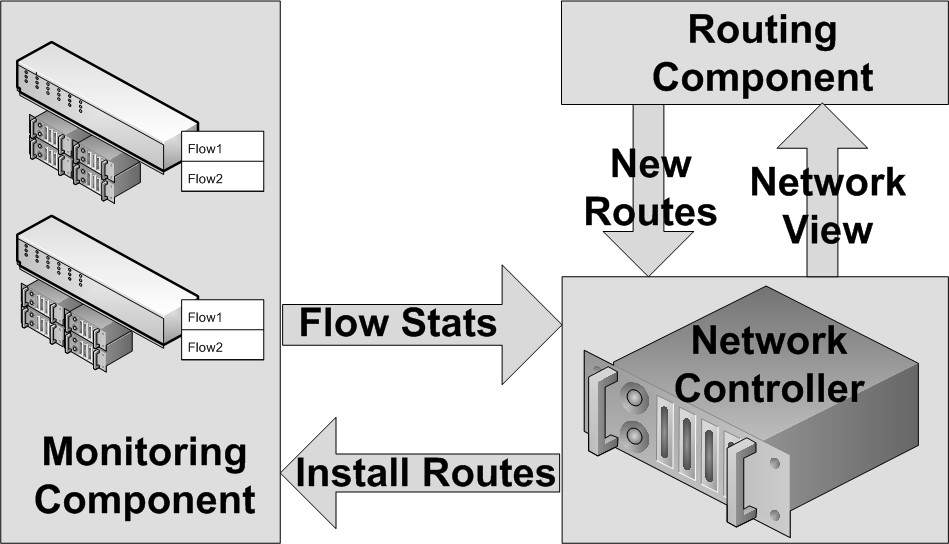 Routing
Component
Flow1
Flow2
New
Routes
Network
View
Flow1
Flow2
Flow Stats
Network
Controller
Monitoring
Component
Install Routes